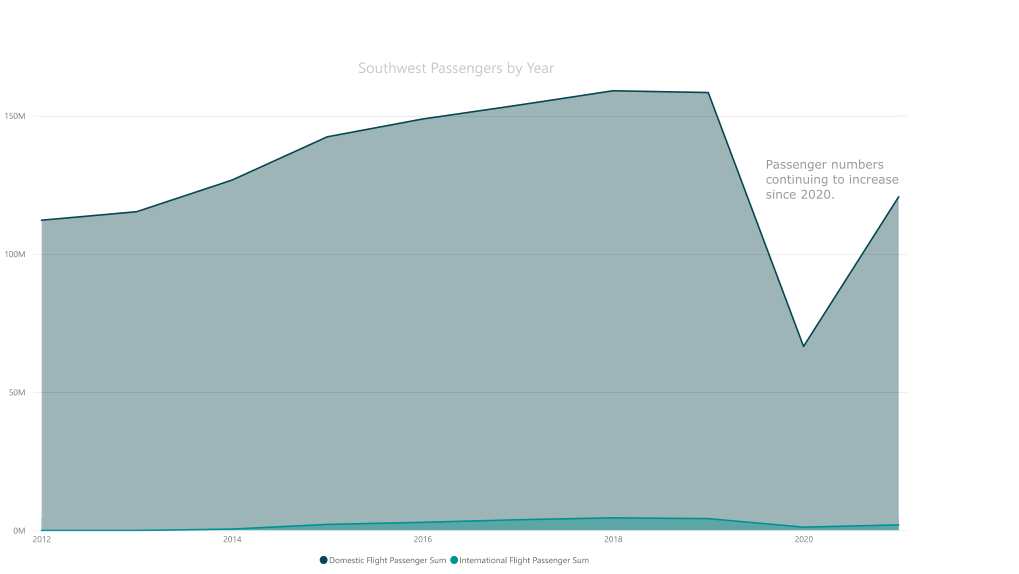 Southwest Passengers by Year
150M
Passenger numbers
continuing to increase
since 2020.
100M
50M
0M
2012 2014 2016 2018 2020
Domestic Flight Passenger Sum International Flight Passenger Sum